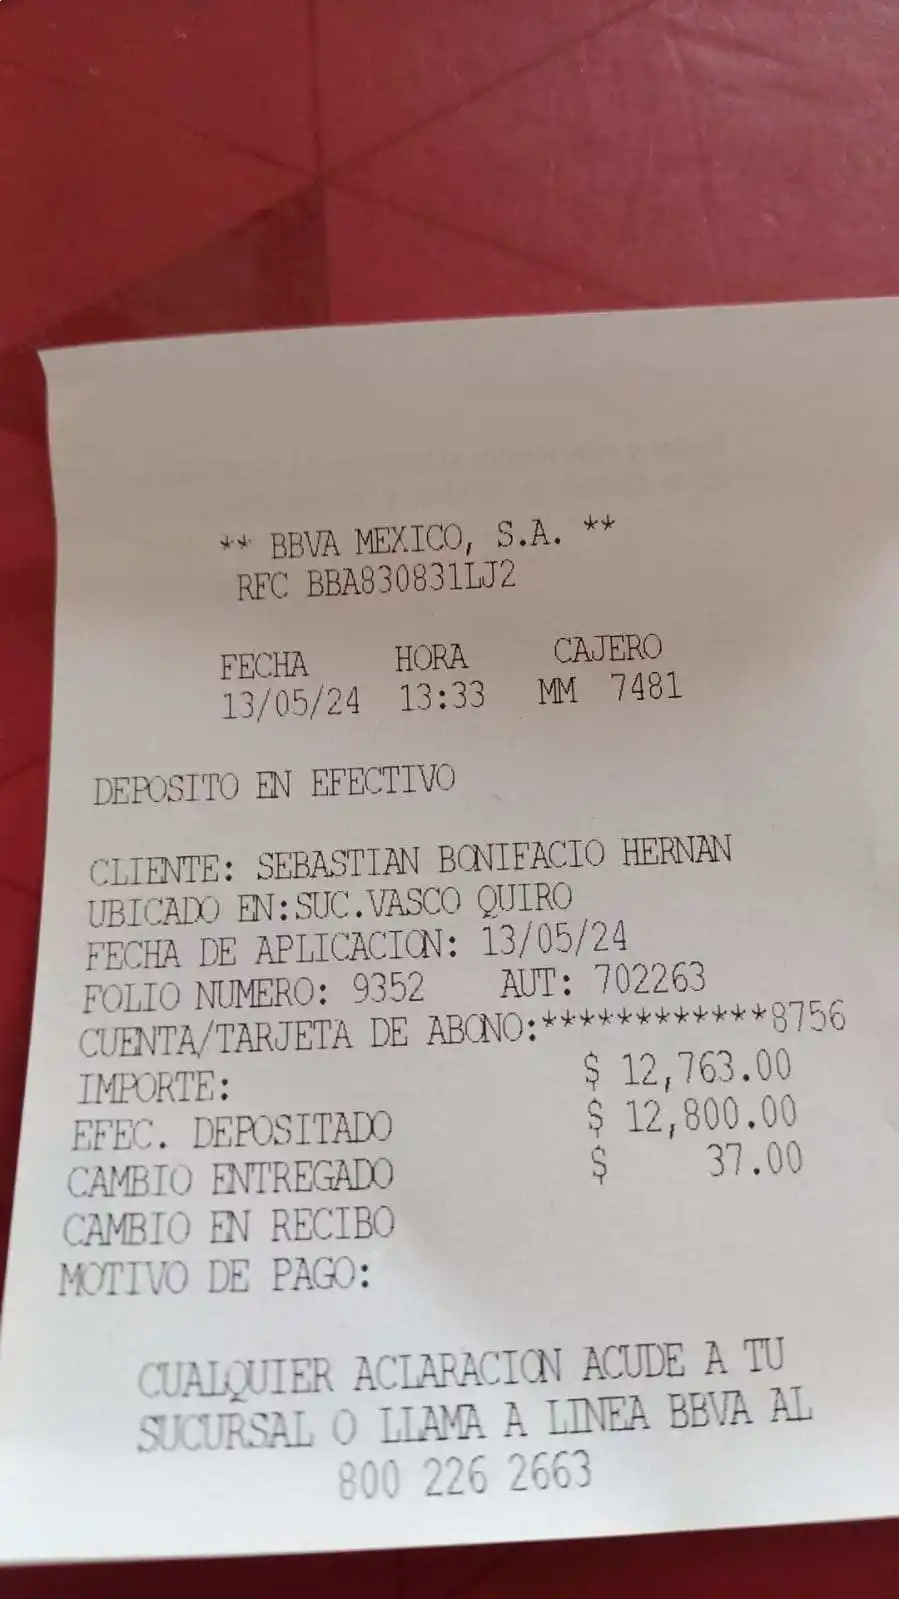 ** BBVA MEXICO, S.A. **
RFC BBA830831LJ2
FECHA HORA CAJERO
13/05/24 13:33 MM 7481
DEPOSITO EN EFECTIVO
CLIENTE: SEBASTIAN BONIFACIO HERNAN
UBICADO EN:SUC.VASCO QUIRO
FECHA DE APLICACION: 13/05/24
FOLIO NUMERO: 9352 AUT: 702263
CUENTA/TARJETA DE ABONO:************8756
IMPORTE: $ 12,763.00
EFEC. DEPOSITADO $ 12,800.00
CAMBIO ENTREGADO $ 37.00
CAMBIO EN RECIBO
MOTIVO DE PAGO:
CUALQUIER ACLARACION ACUDE A TU
SUCURSAL O LLAMA A LINEA BBVA AL
800 226 2663